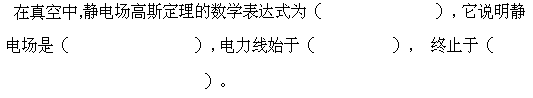 在真空中,静电场高斯定理的数学表达式为（　　　　　　　），它说明静
电场是（　　　　　　　），电力线始于（　　　　　），　终止于（
）。